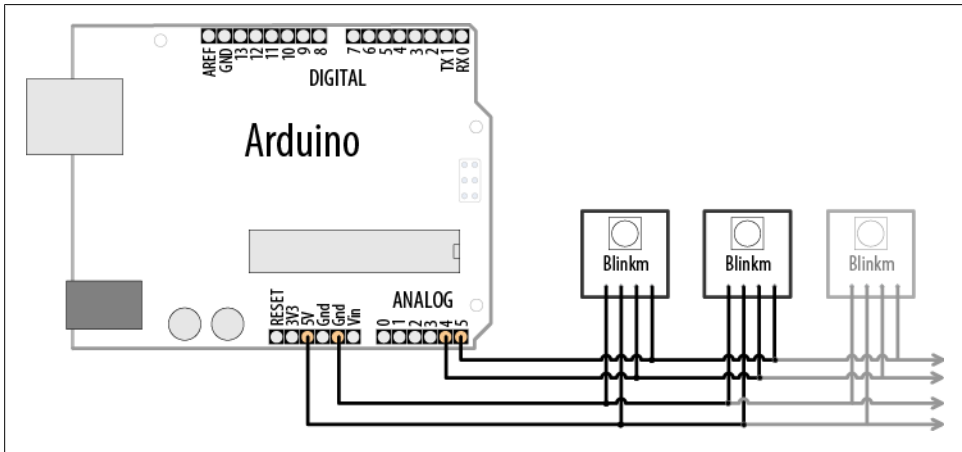 AREF
GND
13
12
11
10
9
8
7
6
5
4
3
2
TX 1
RX 0
DIGITAL
Arduino
Blinkm
Blinkm
Blinkm
ANALOG
RESET
3V3
5V
Gnd
Gnd
Vin
0
1
2
3
4
5